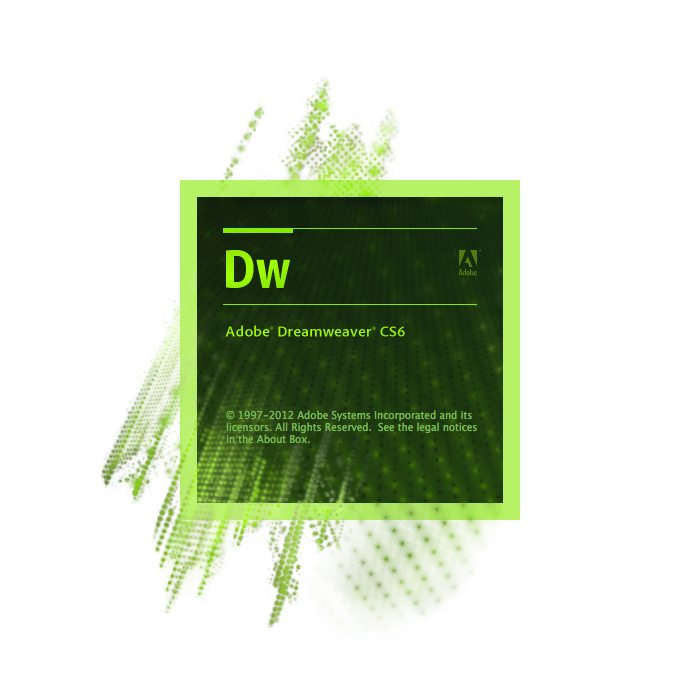 Dw
Adobe
Adobe® Dreamweaver® CS6
© 1997-2012 Adobe Systems Incorporated and its
licensors. All Rights Reserved. See the legal notices
in the About Box.